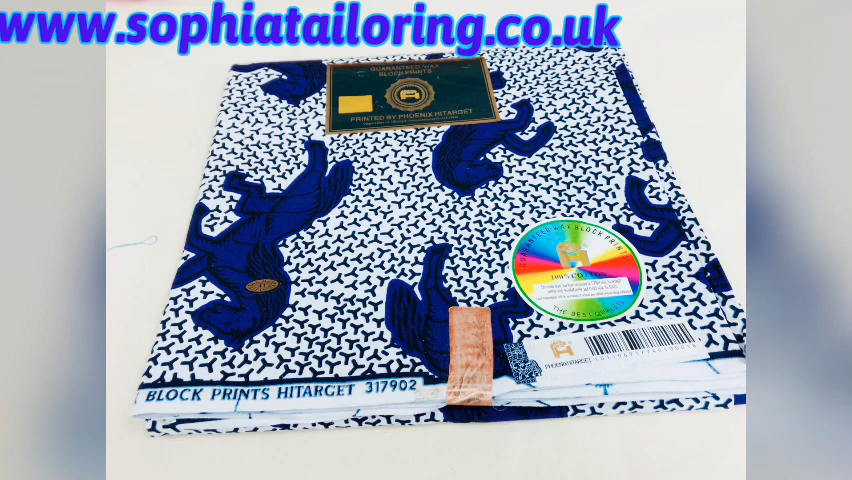 www.sophiatailoring.co.uk
GUARANTEED WAX
BLOCK PRINTS
PRINTED BY PHOENIX HITARGET
GUARANTEED WAX BLOCK PRINT
100% COTTON
THE BEST QUALITY
PHOENIX HITARGET
BLOCK PRINTS HITARGET 317902